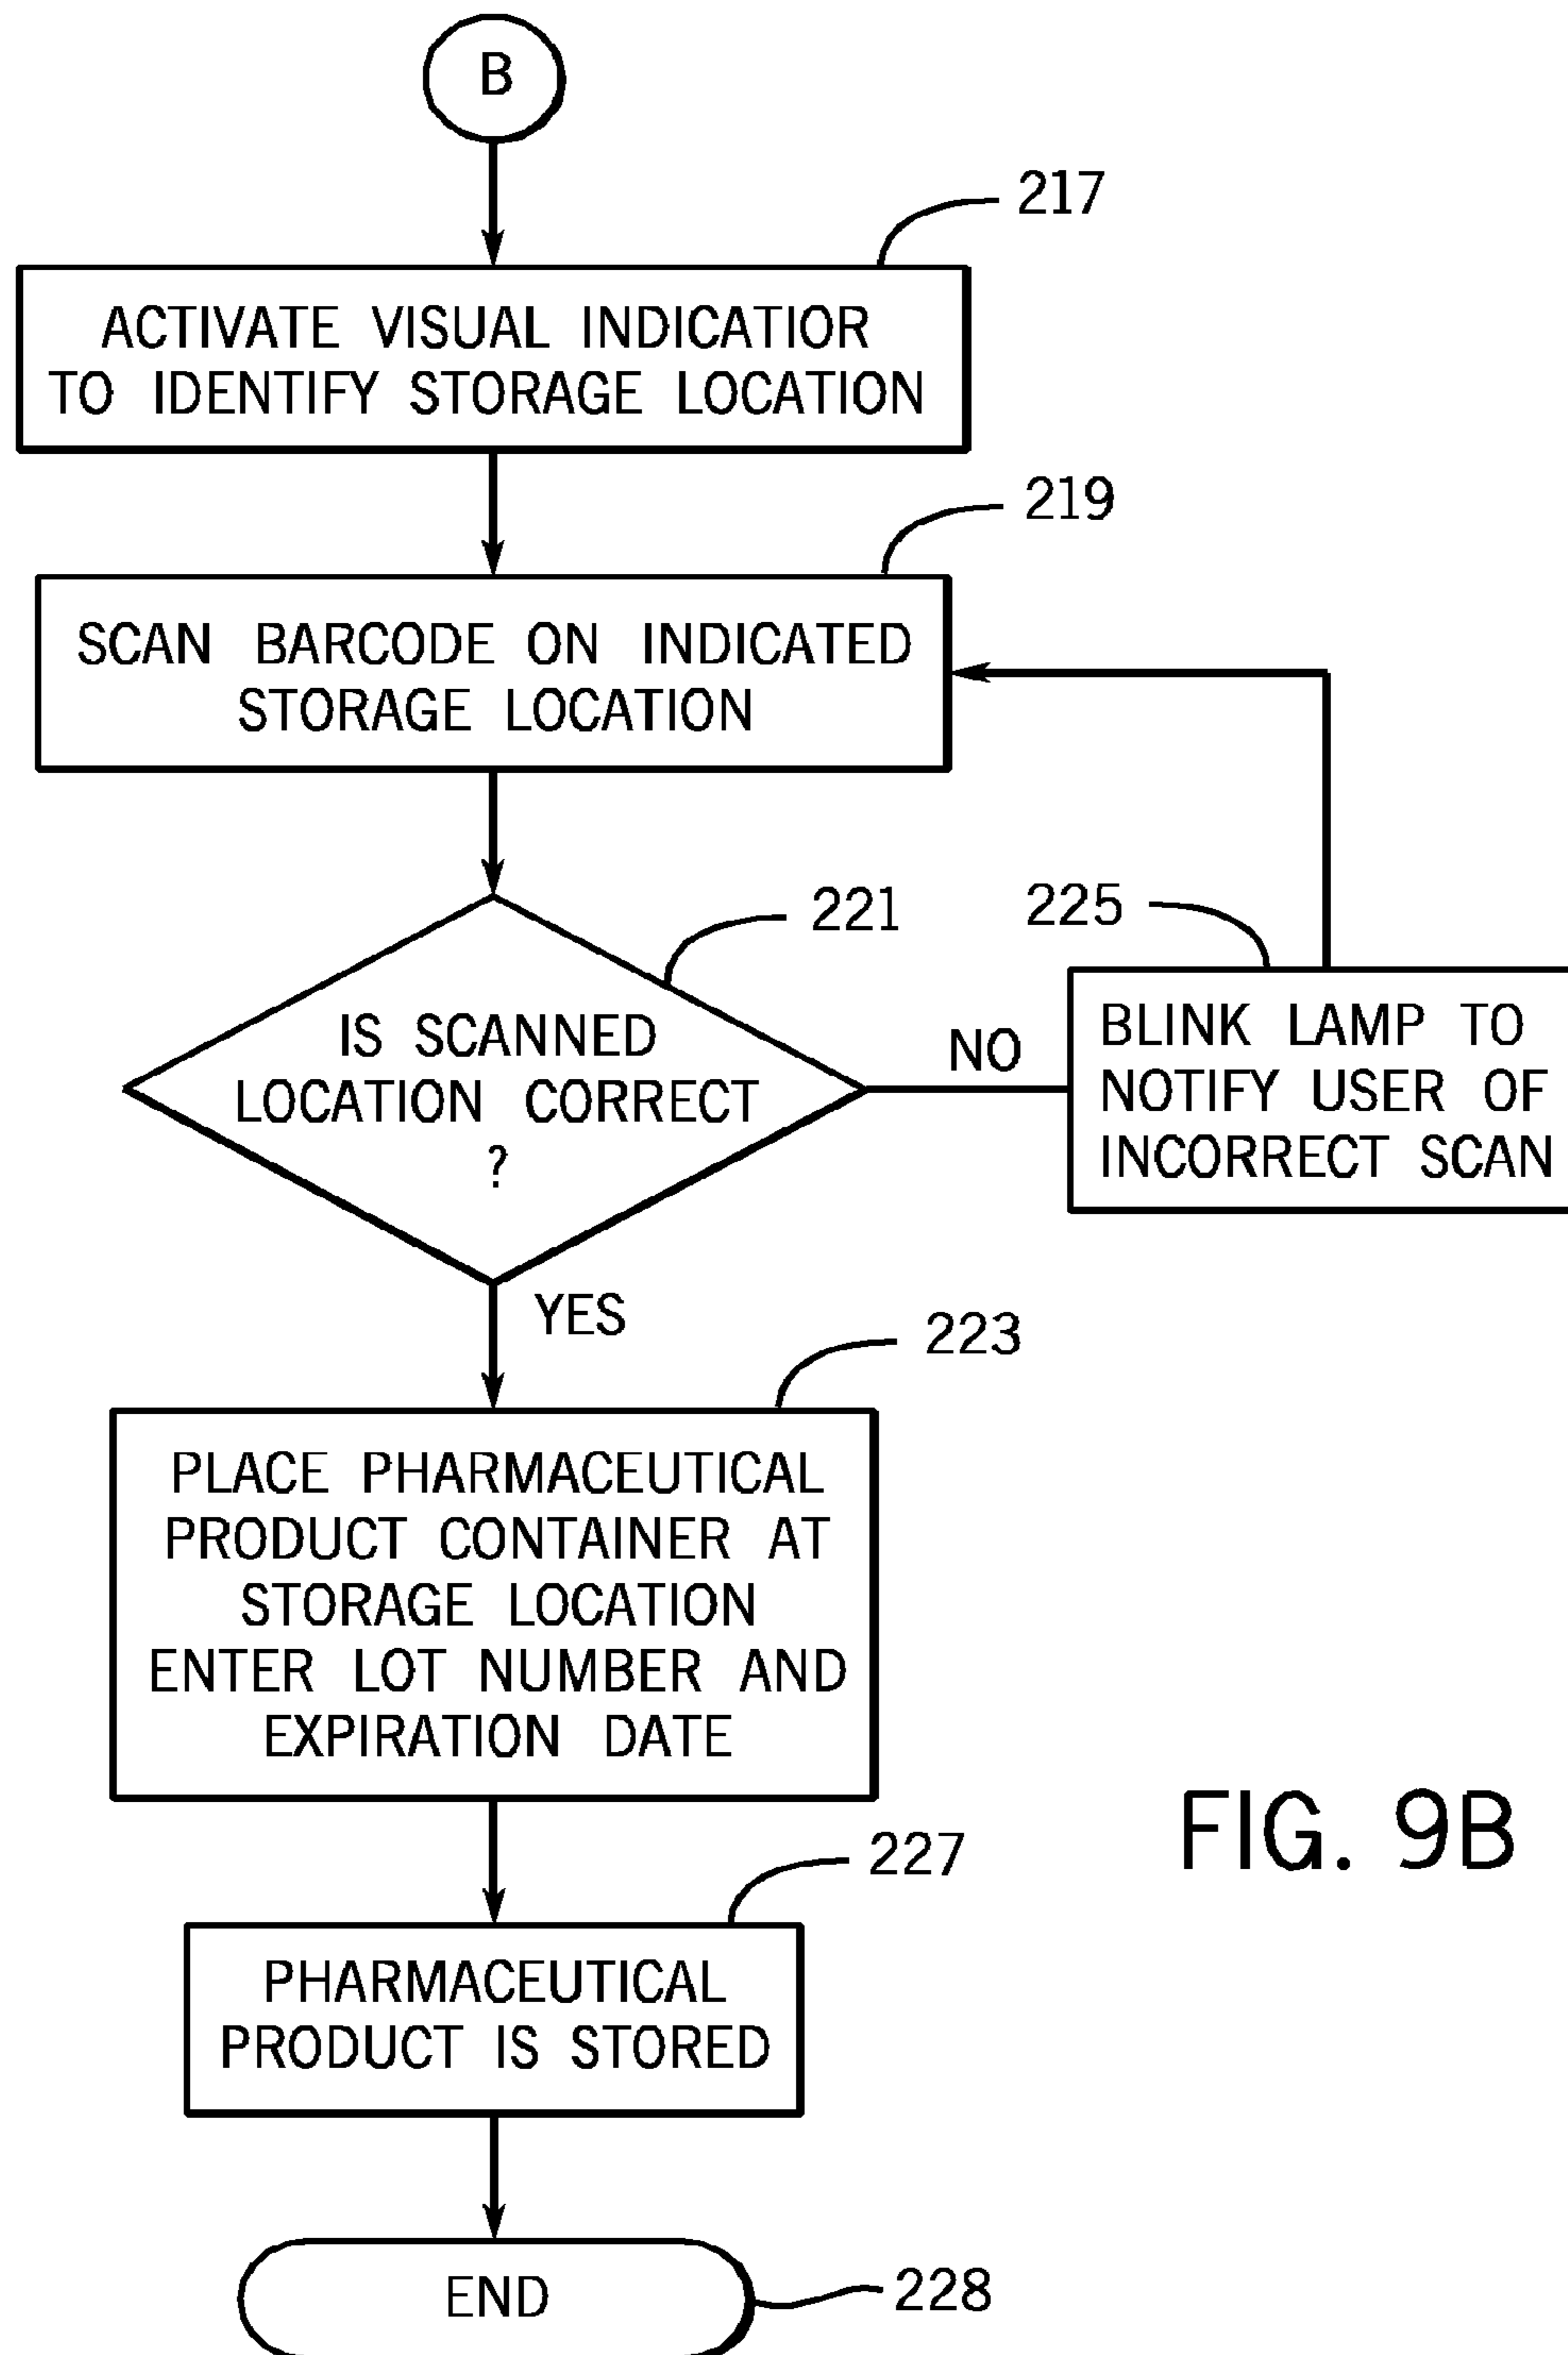 B
217
ACTIVATE VISUAL INDICATIOR
TO IDENTIFY STORAGE LOCATION
219
SCAN BARCODE ON INDICATED
STORAGE LOCATION
221
IS SCANNED
LOCATION CORRECT
?
NO
225
BLINK LAMP TO
NOTIFY USER OF
INCORRECT SCAN
YES
223
PLACE PHARMACEUTICAL
PRODUCT CONTAINER AT
STORAGE LOCATION
ENTER LOT NUMBER AND
EXPIRATION DATE
227
PHARMACEUTICAL
PRODUCT IS STORED
END
228
FIG. 9B